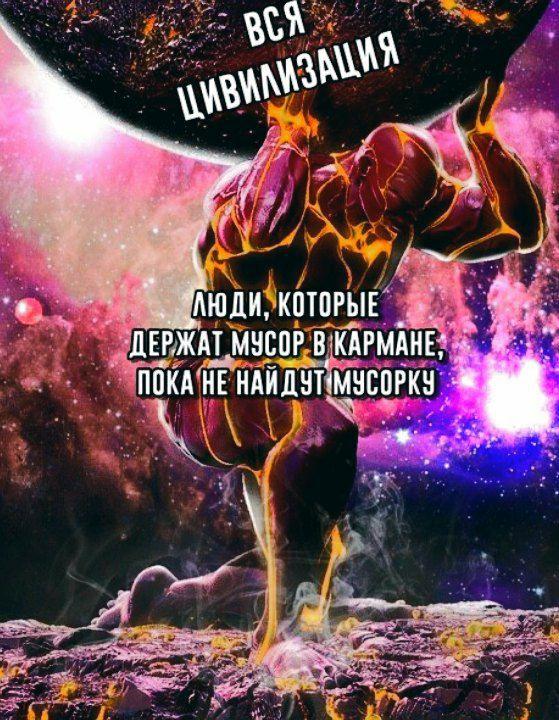 ВСЯ
ЦИВИЛИЗАЦИЯ
ЛЮДИ, КОТОРЫЕ
ДЕРЖАТ МУСОР В КАРМАНЕ,
ПОКА НЕ НАЙДУТ МУСОРКУ